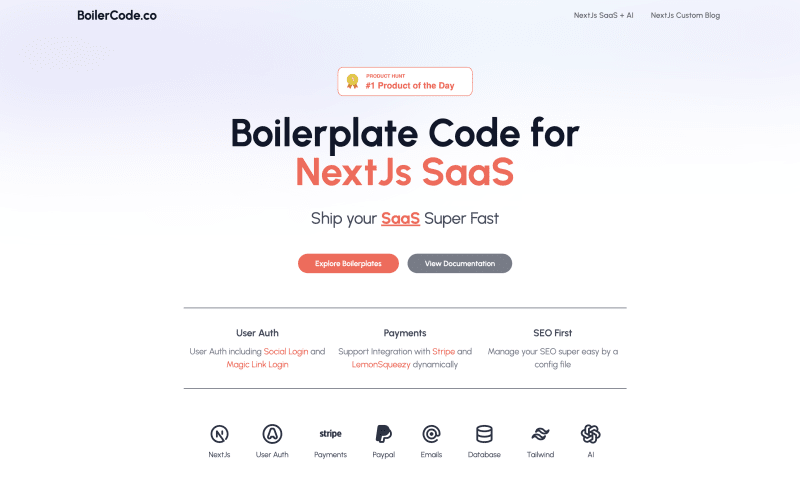 BoilerCode.co
NextJs SaaS + AI
NextJs Custom Blog
PRODUCT HUNT
#1 Product of the Day
Boilerplate Code for
NextJs SaaS
Ship your SaaS Super Fast
Explore Boilerplates
View Documentation
User Auth
User Auth including Social Login and
Magic Link Login
Payments
Support Integration with Stripe and
LemonSqueezy dynamically
SEO First
Manage your SEO super easy by a
config file
stripe
NextJs
User Auth
Payments
Paypal
Emails
Database
Tailwind
AI